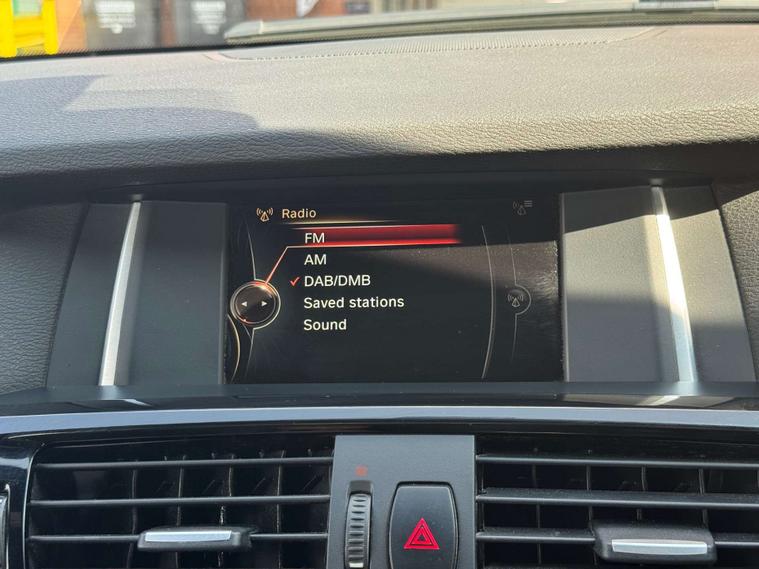 Radio
FM
AM
DAB/DMB
Saved stations
Sound